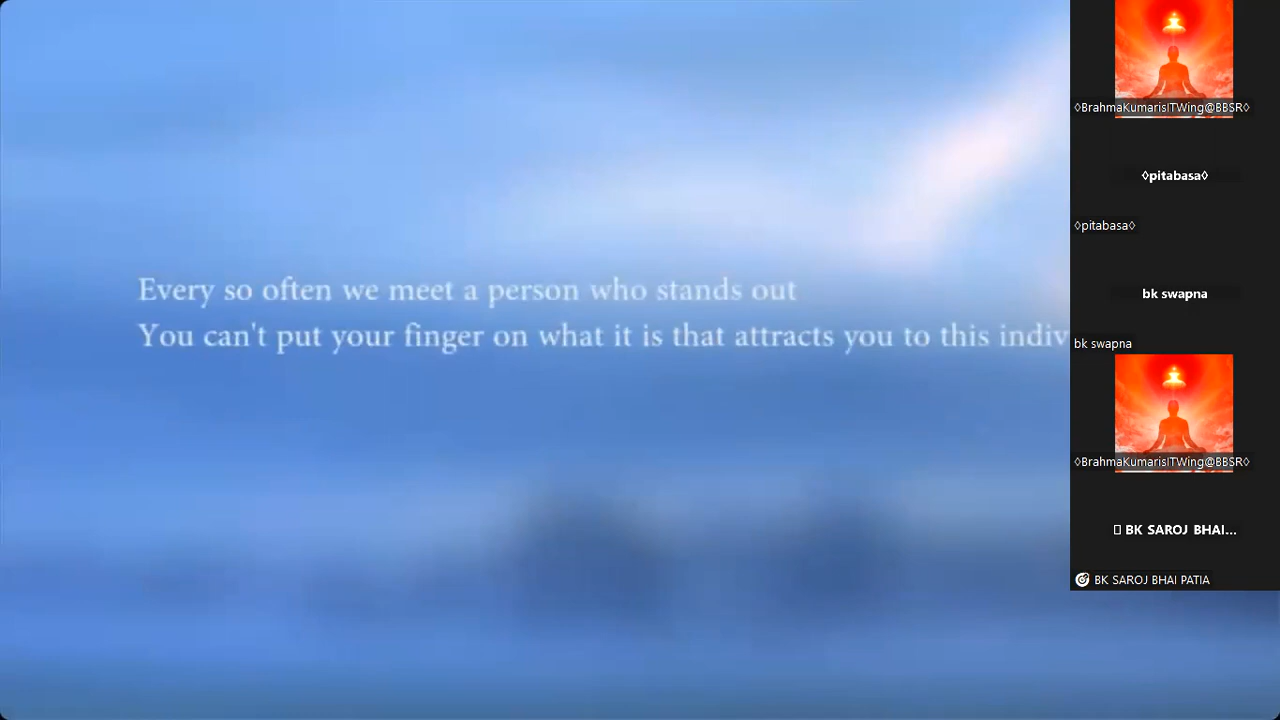 Every so often we meet a person who stands out
You can't put your finger on what it is that attracts you to this indiv
◊BrahmaKumarisITWing@BBSR◊
◊pitabasa◊
◊pitabasa◊
bk swapna
bk swapna
◊BrahmaKumarisITWing@BBSR◊
BK SAROJ BHAI...
BK SAROJ BHAI PATIA